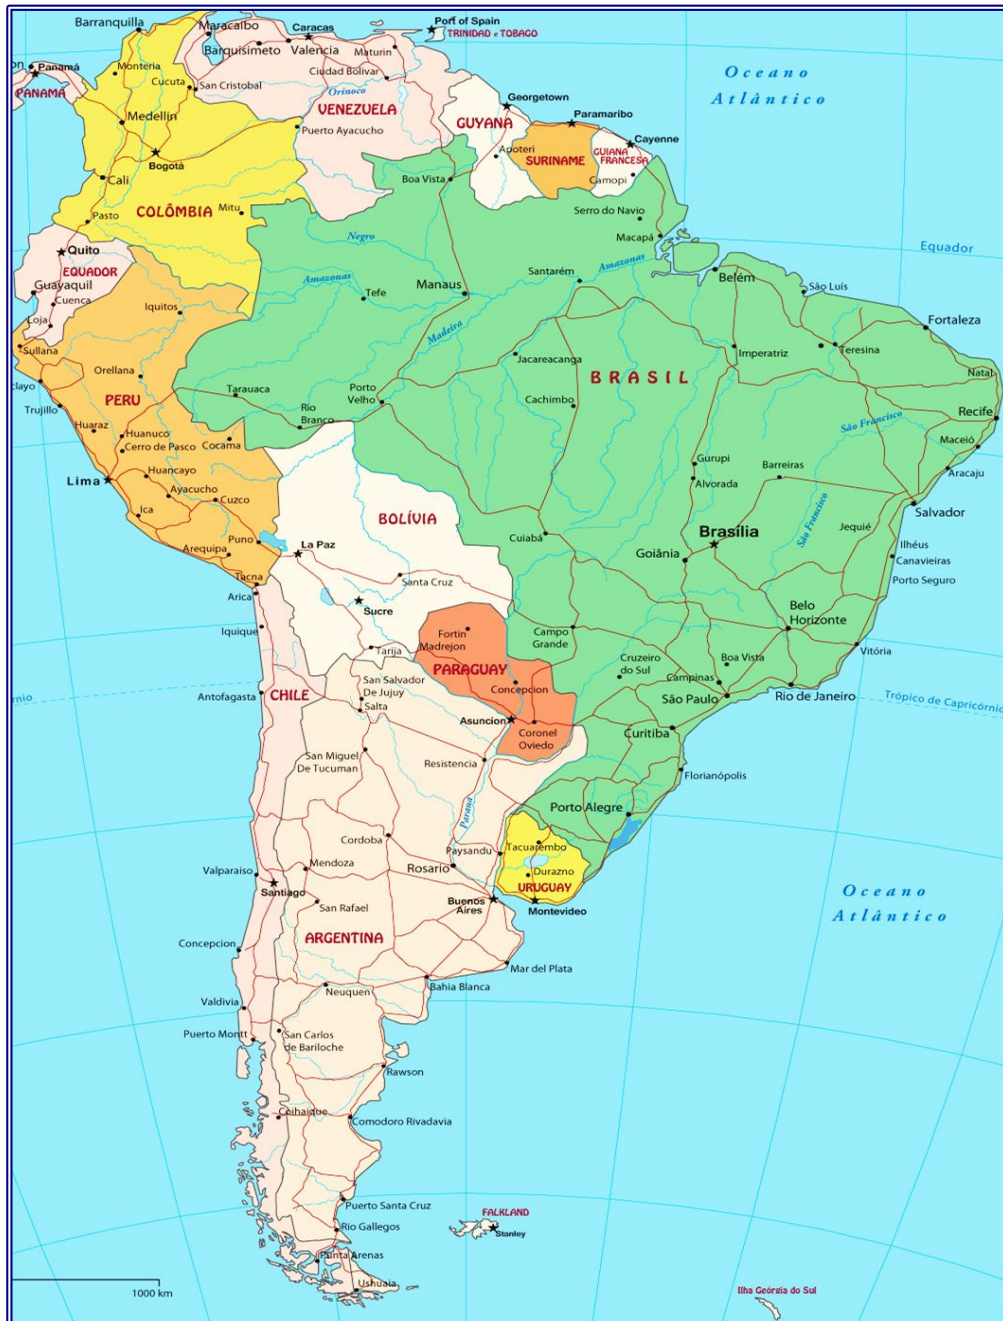 Barranquilla
Maracaibo
Caracas
Port of Spain
TRINIDAD e TOBAGO
Barquisimeto
Valencia
Maturin
Panamá
PANAMÁ
Monteria
Cucuta
San Cristobal
Ciudad Bolivar
Orinoco
VENEZUELA
Oceano
Atlântico
Georgetown
GUYANA
Paramaribo
Medellin
Puerto Ayacucho
Cayenne
Bogotá
Apoteri
SURINAME
GUIANA
FRANCESA
Cali
Boa Vista
Camopi
COLÔMBIA
Mitu
Pasto
Serro do Navio
Macapá
Negro
Quito
EQUADOR
Equador
Guayaquil
Cuenca
Loja
Amazonas
Tefe
Manaus
Santarém
Amazonas
Belém
São Luís
Iquitos
Madeira
Fortaleza
Sullana
Jacareacanga
Imperatriz
Teresina
Orellana
BRASIL
Natal
clayo
PERU
Tarauaca
Porto
Velho
Cachimbo
Trujillo
Rio
Branco
São Francisco
Recife
Huaraz
Huanuco
Cerro de Pasco
Cocama
Maceió
Gurupi
Barreiras
Aracaju
Lima
Huancayo
Alvorada
Ayacucho
Cuzco
Ica
BOLÍVIA
São Francisco
Salvador
Brasília
Jequié
Puno
Cuiabá
Arequipa
La Paz
Goiânia
Ilhéus
Canavieiras
Tacna
Santa Cruz
Porto Seguro
Arica
Sucre
Belo
Horizonte
Iquique
Fortin
Madrejon
Campo
Grande
Tarija
Vitória
PARAGUAY
Cruzeiro
do Sul
Boa Vista
San Salvador
De Jujuy
Concepcion
Campinas
rnio
Antofagasta
CHILE
Salta
São Paulo
Rio de Janeiro
Trópico de Capricórnio
Asuncion
Coronel
Oviedo
Curitiba
San Miguel
De Tucuman
Resistencia
Florianópolis
Parana
Porto Alegre
Cordoba
Paysandu
Tacuarembo
Valparaiso
Mendoza
Rosario
Durazno
Santiago
URUGUAY
San Rafael
Buenos
Aires
Montevideo
Oceano
Atlântico
Concepcion
ARGENTINA
Mar del Plata
Neuquen
Bahia Blanca
Valdivia
Puerto Montt
San Carlos
de Bariloche
Rawson
Coihaique
Comodoro Rivadavia
Puerto Santa Cruz
FALKLAND
Rio Gallegos
Stanley
Punta Arenas
Ushuaia
1000 km
Ilha Geórgia do Sul